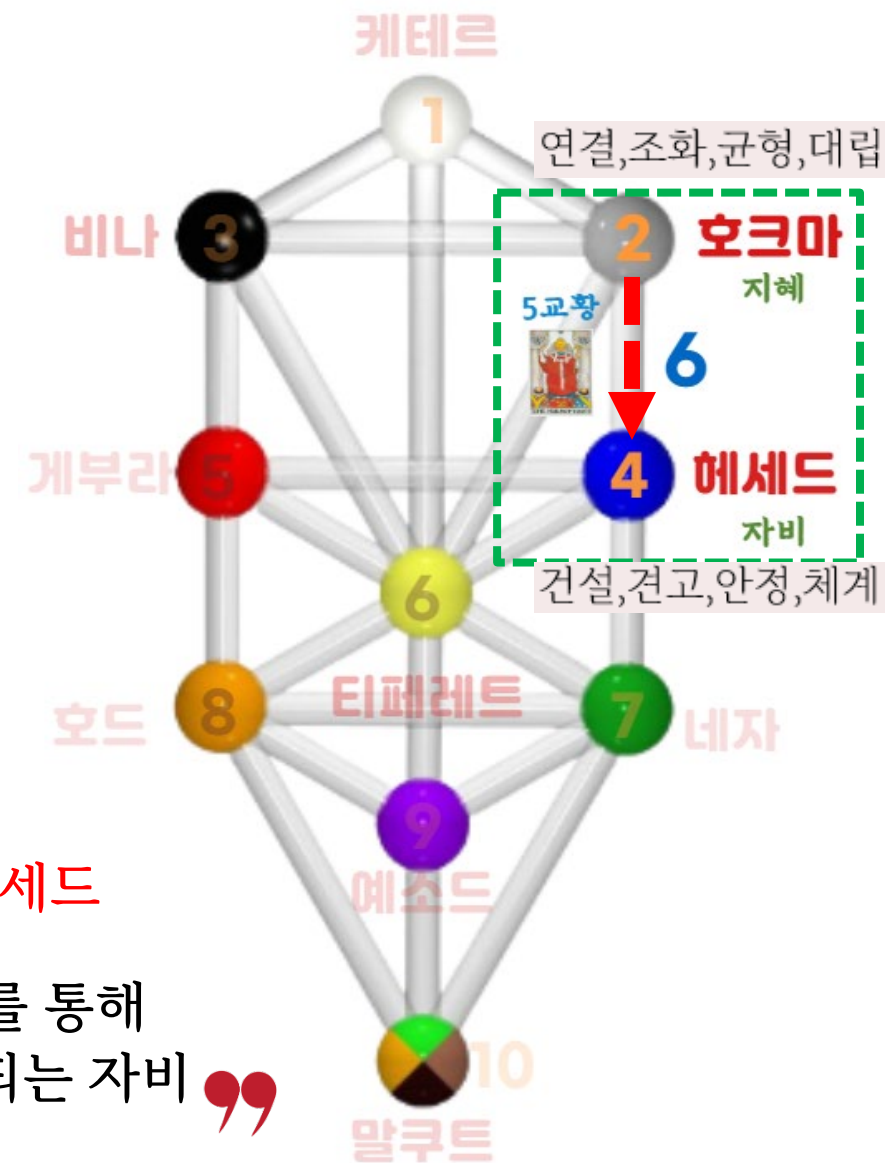 케테르
1
연결,조화,균형,대립
비나
3
2
호크마
지혜
5교황
6
게부라
5
4
헤세드
자비
6
건설,견고,안정,체계
호드
8
티페레트
7
네자
9
세드
예소드
를 통해
되는 자비
”
10
말쿠트